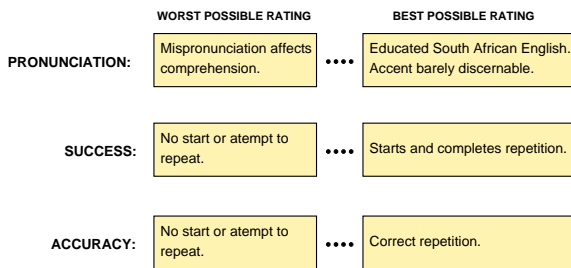 WORST POSSIBLE RATING BEST POSSIBLE RATING
PRONUNCIATION:
Mispronunciation affects
comprehension.
Educated South African English.
Accent barely discernable.
SUCCESS:
No start or atempt to
repeat.
Starts and completes repetition.
ACCURACY:
No start or atempt to
repeat.
Correct repetition.